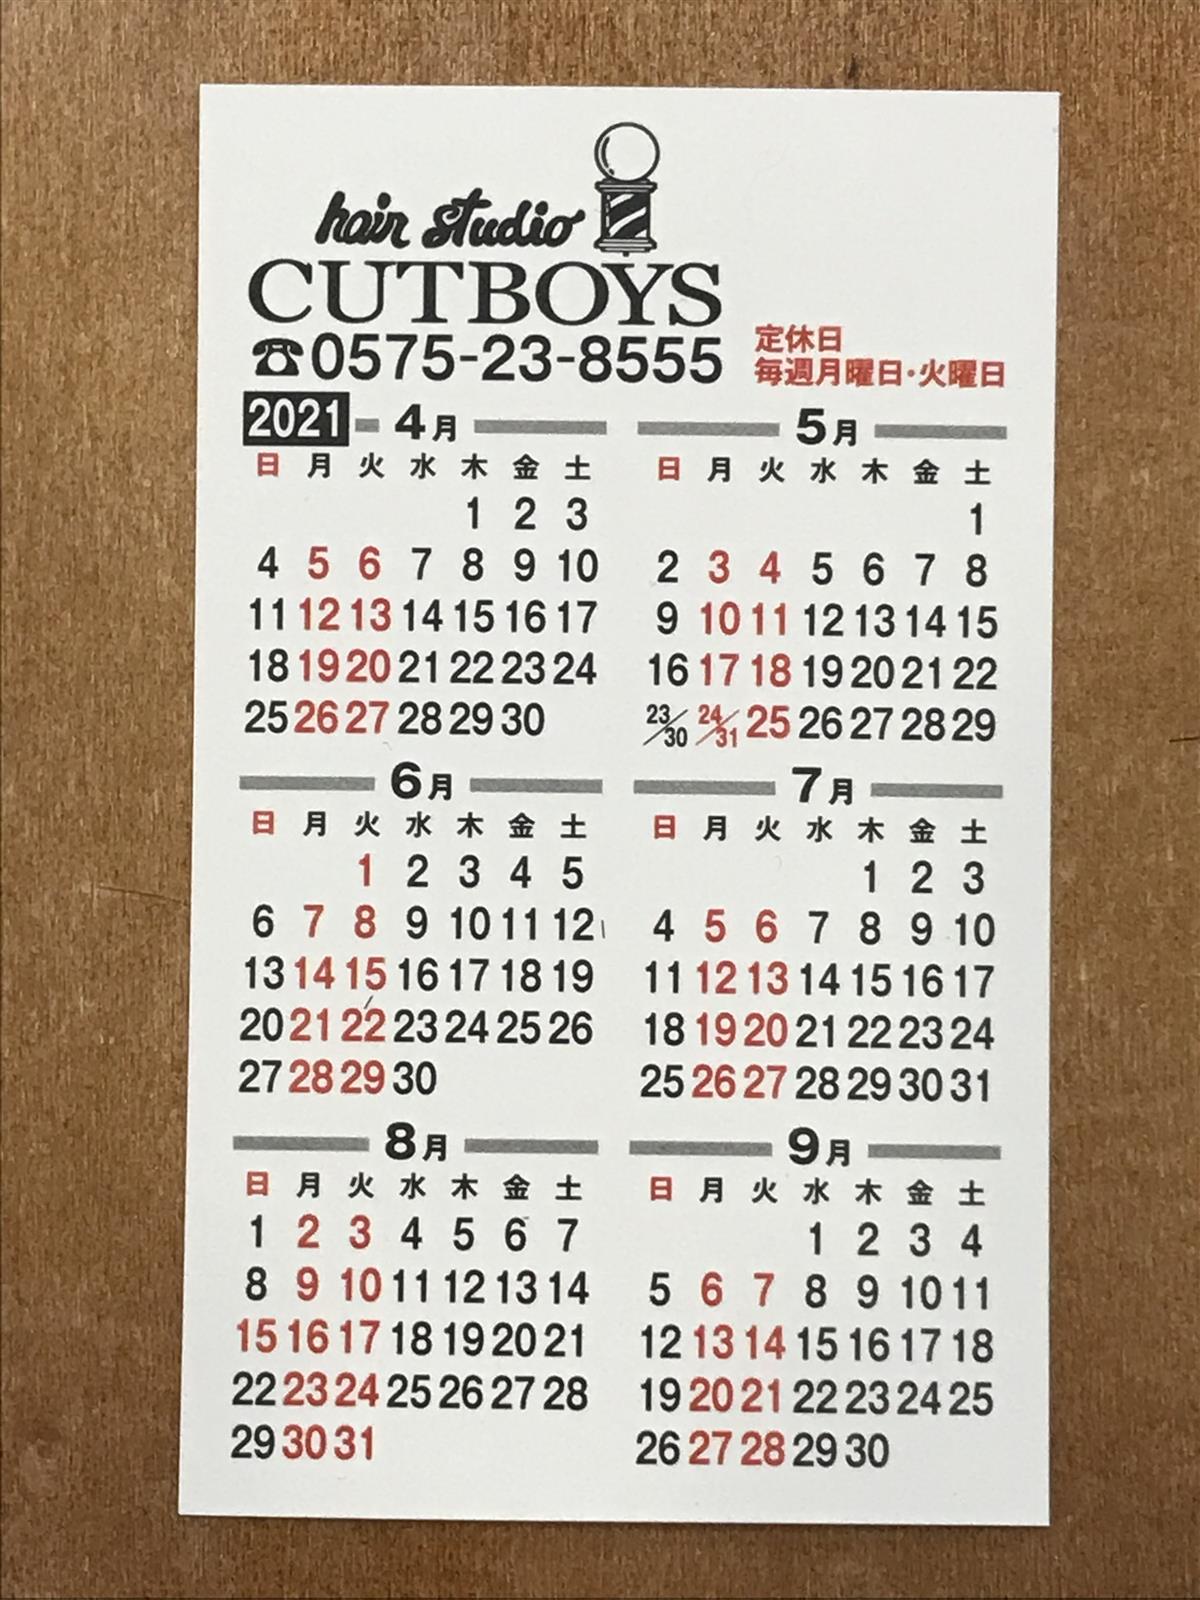 hair studio
CUTBOYS
☎0575-23-8555
定休日
毎週月曜日・火曜日
2021 4月
日 月 火 水 木 金 土
1 2 3
4 5 6 7 8 9 10
11 12 13 14 15 16 17
18 19 20 21 22 23 24
25 26 27 28 29 30
5月
日 月 火 水 木 金 土
1
2 3 4 5 6 7 8
9 10 11 12 13 14 15
16 17 18 19 20 21 22
23/30 24/31 25 26 27 28 29
6月
日 月 火 水 木 金 土
1 2 3 4 5
6 7 8 9 10 11 12
13 14 15 16 17 18 19
20 21 22 23 24 25 26
27 28 29 30
7月
日 月 火 水 木 金 土
1 2 3
4 5 6 7 8 9 10
11 12 13 14 15 16 17
18 19 20 21 22 23 24
25 26 27 28 29 30 31
8月
日 月 火 水 木 金 土
1 2 3 4 5 6 7
8 9 10 11 12 13 14
15 16 17 18 19 20 21
22 23 24 25 26 27 28
29 30 31
9月
日 月 火 水 木 金 土
1 2 3 4
5 6 7 8 9 10 11
12 13 14 15 16 17 18
19 20 21 22 23 24 25
26 27 28 29 30